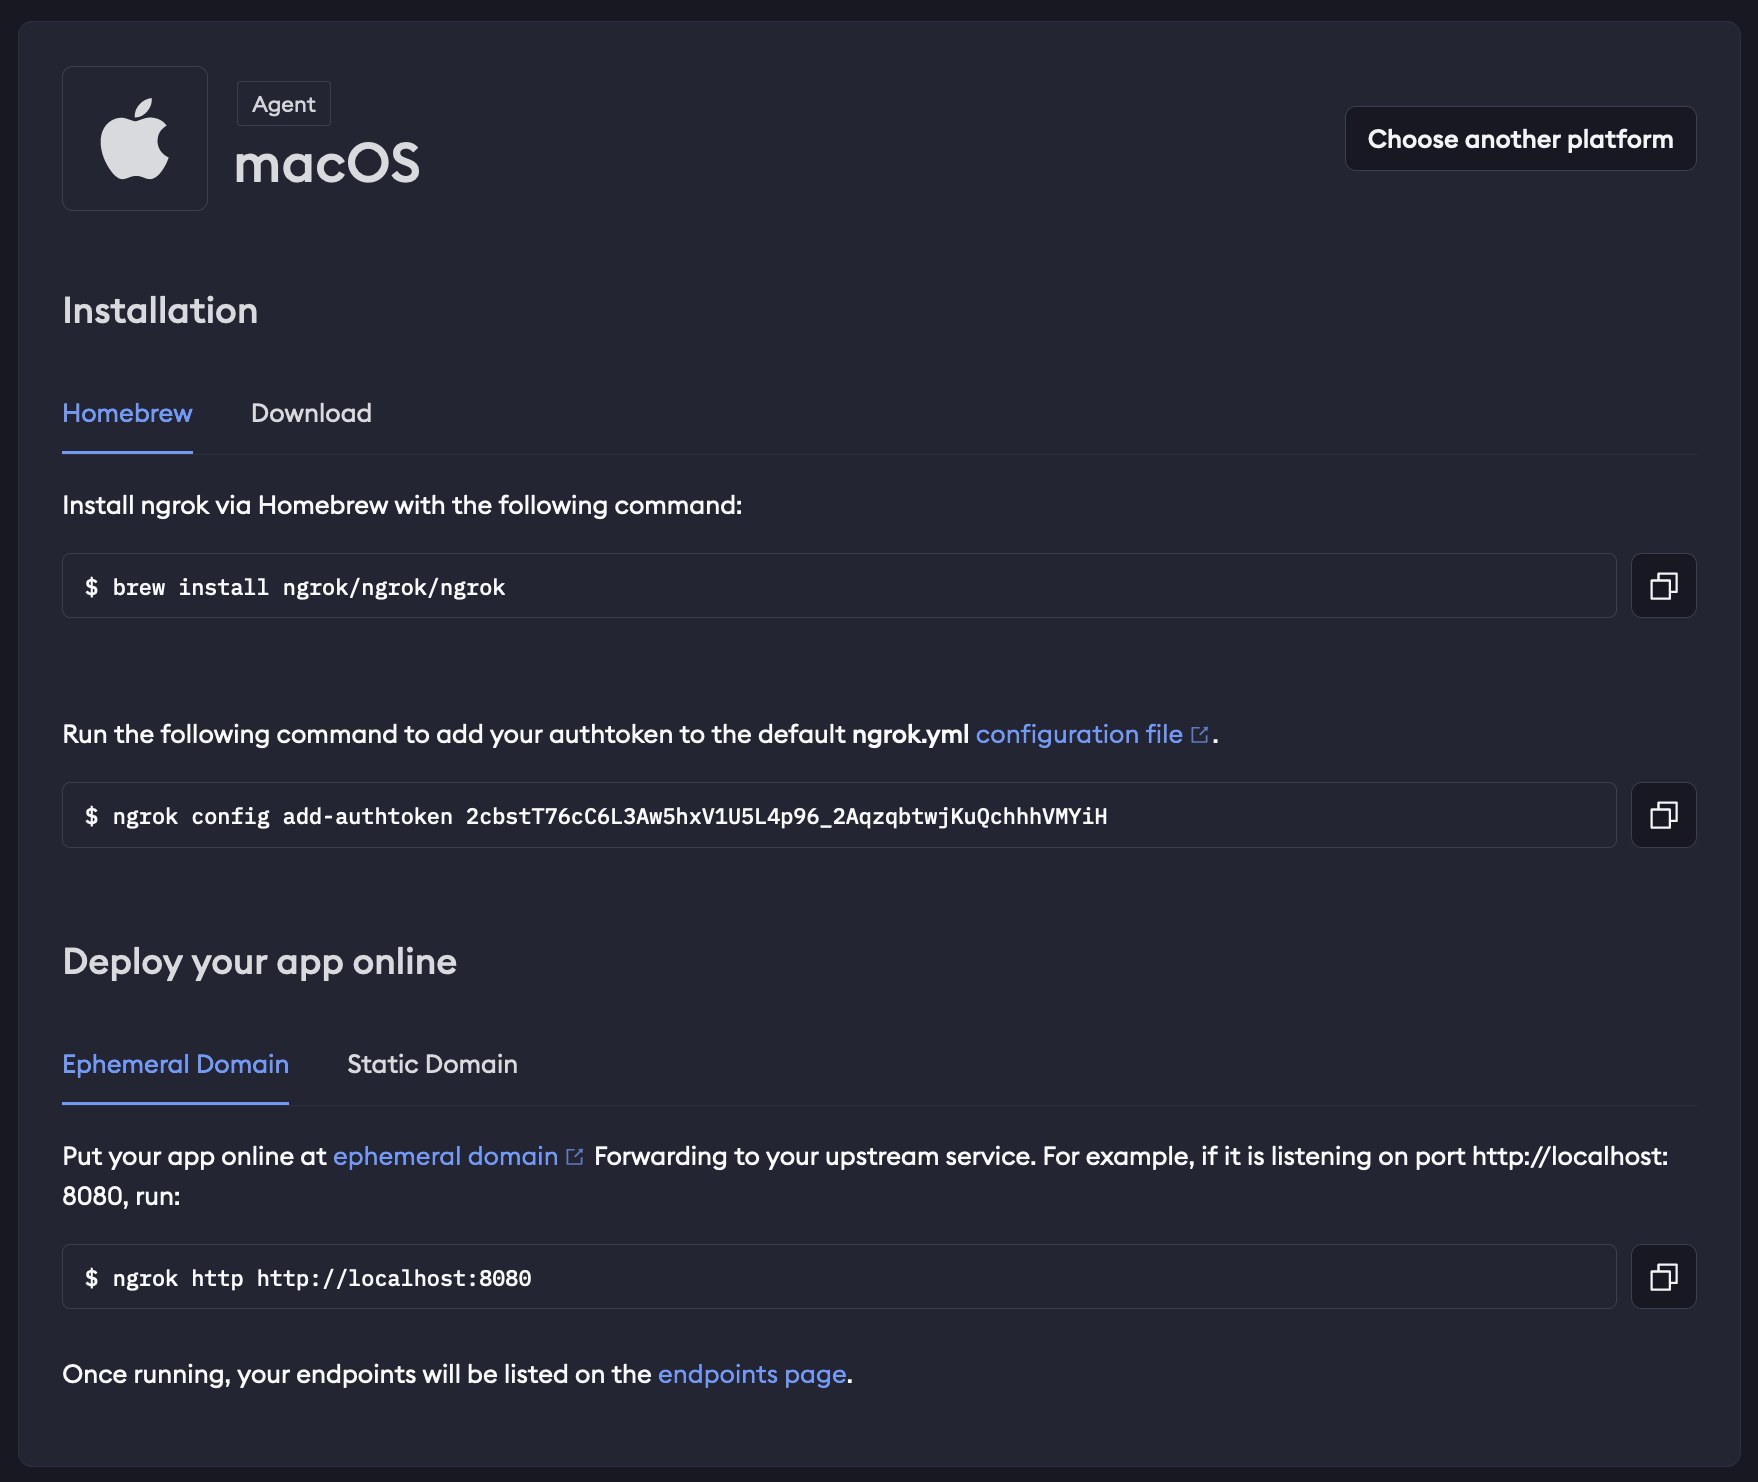 Agent
macOS
Choose another platform
Installation
Homebrew Download
Install ngrok via Homebrew with the following command:
$ brew install ngrok/ngrok/ngrok
Run the following command to add your authtoken to the default ngrok.yml configuration file.
$ ngrok config add-authtoken 2cbstT76cC6L3Aw5hxV1U5L4p96_2AqzqbtwjKuQchhhVMYiH
Deploy your app online
Ephemeral Domain Static Domain
Put your app online at ephemeral domain Forwarding to your upstream service. For example, if it is listening on port http://localhost:
8080, run:
$ ngrok http http://localhost:8080
Once running, your endpoints will be listed on the endpoints page.